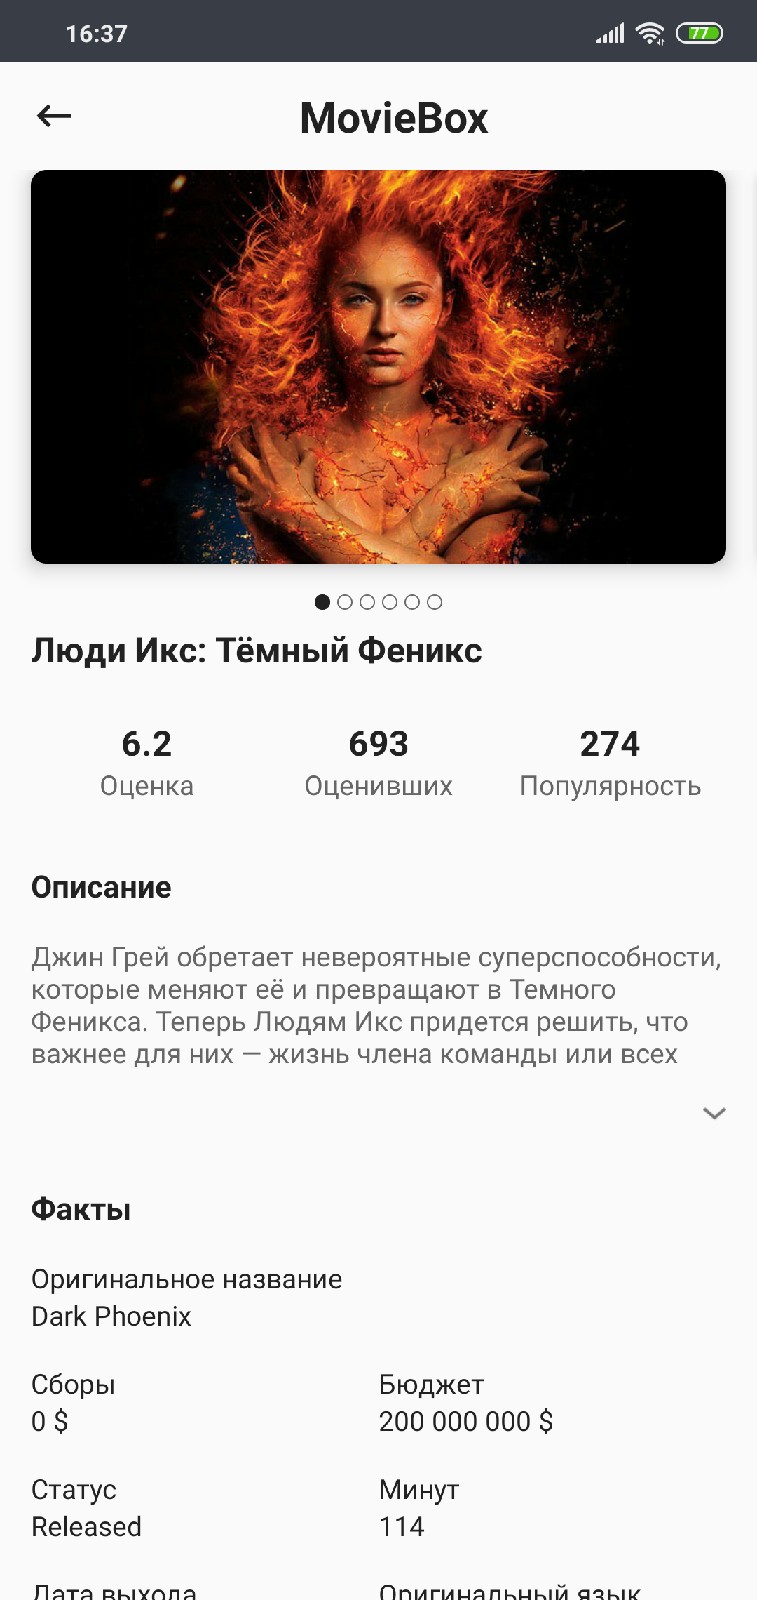 16:37
77
MovieBox
Люди Икс: Тёмный Феникс
6.2 693 274
Оценка Оценивших Популярность
Описание
Джин Грей обретает невероятные суперспособности,
которые меняют её и превращают в Темного
Феникса. Теперь Людям Икс придется решить, что
важнее для них — жизнь члена команды или всех
Факты
Оригинальное название
Dark Phoenix
Сборы Бюджет
0 $ 200 000 000 $
Статус Минут
Released 114
Дата выхода Оригинальный язык